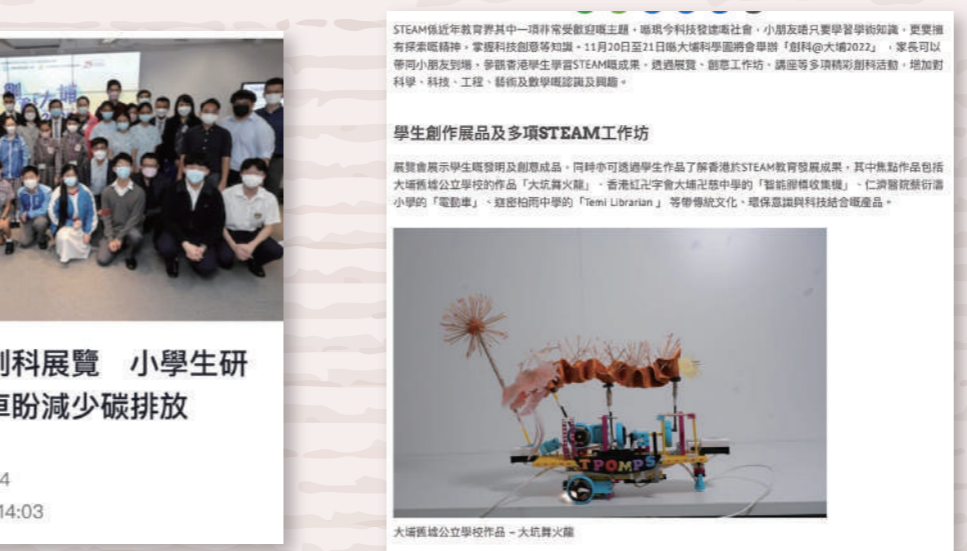 創科展覽　小學生研
車盼減少碳排放
4
14:03
STEAM係近年教育界其中一項非常受歡迎嘅主題，喺現今科技發達嘅社會，小朋友唔只要學習學術知識，更要擁
有探索嘅精神，掌握科技創意等知識。11月20日至21日喺大埔科學園將會舉辦「創科@大埔2022」，家長可以
帶同小朋友到場，參觀香港學生學習STEAM嘅成果，透過展覽、創意工作坊、講座等多項精彩創科活動，增加對
科學、科技、工程、藝術及數學嘅認識及興趣。
學生創作展品及多項STEAM工作坊
展覽會展示學生嘅發明及創意成品，同時亦可透過學生作品了解香港於STEAM教育發展成果，其中焦點作品包括
大埔舊墟公立學校的作品「大坑舞火龍」、香港紅卍字會大埔卍慈中學的「智能膠樽收集機」、仁濟醫院蔡衍濤
小學的「電動車」、迦密柏雨中學的「Temi Librarian」等帶傳統文化、環保意識與科技結合嘅產品。
TPOMPS
大埔舊墟公立學校作品 – 大坑舞火龍